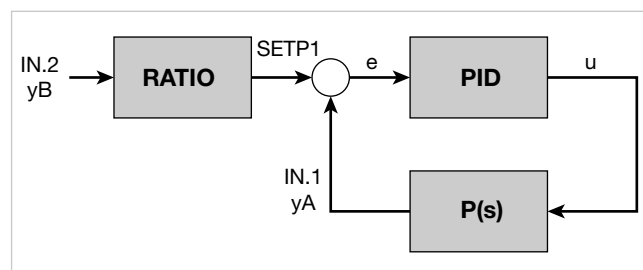 SETP1
IN.2
yB
RATIO
e
PID
u
IN.1
yA
P(s)